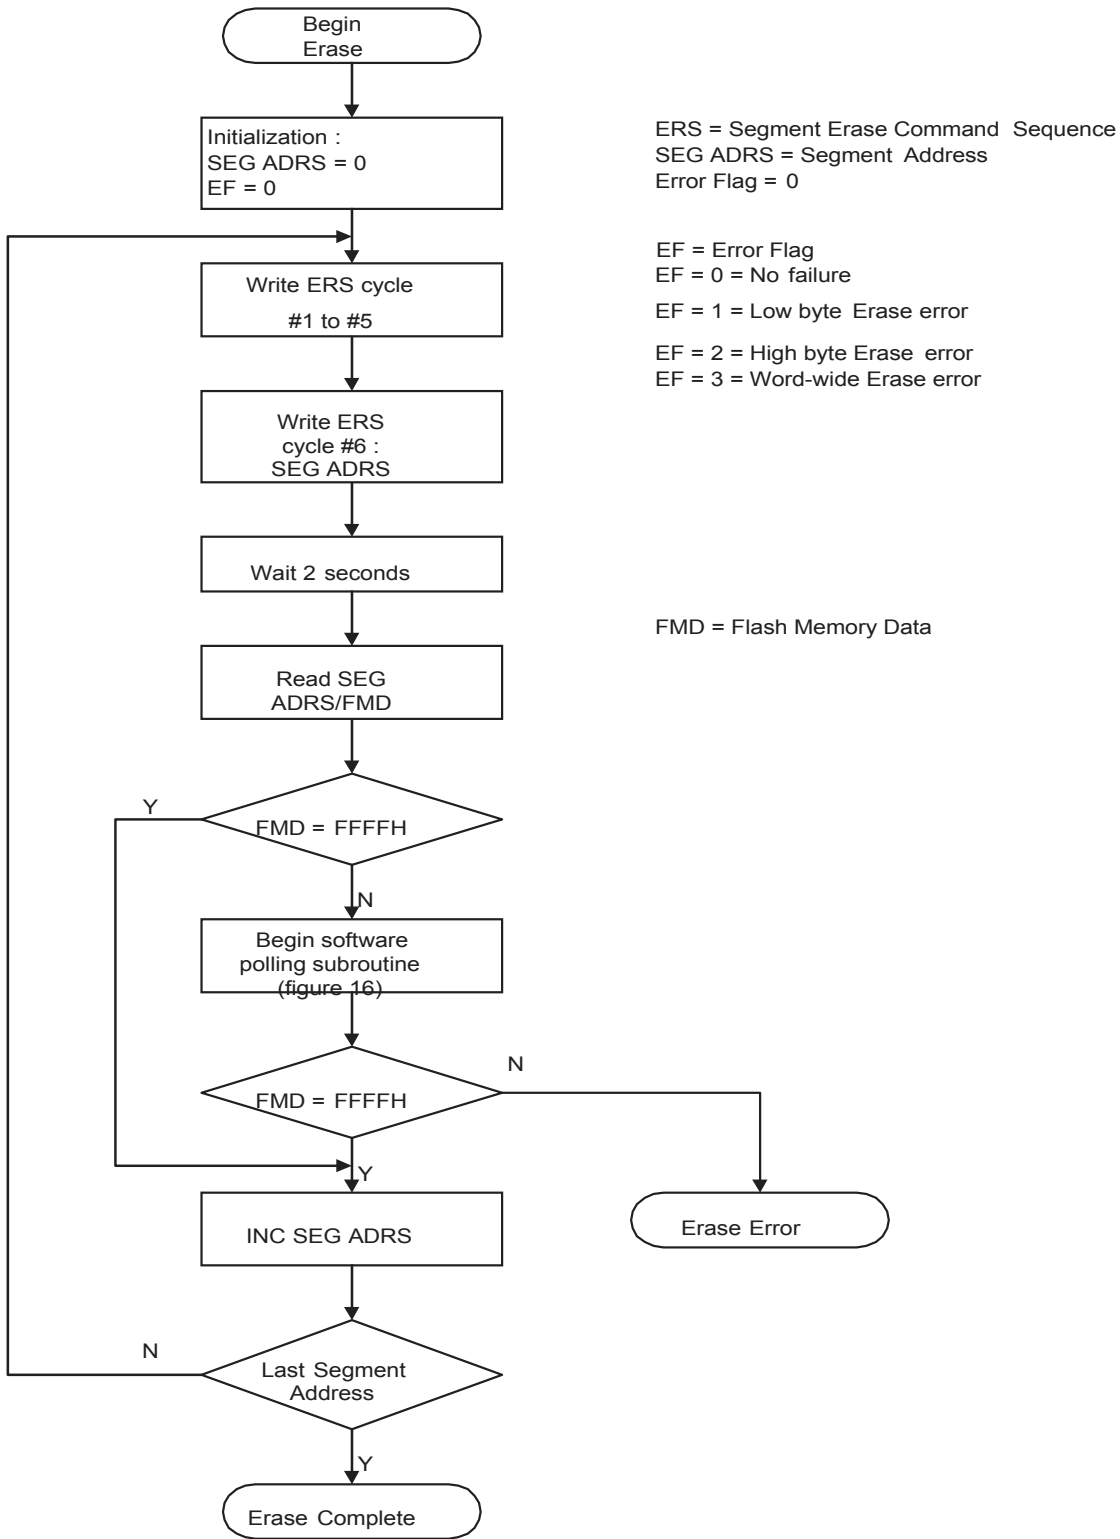 Begin
Erase
Initialization :
SEG ADRS = 0
EF = 0
ERS = Segment Erase Command Sequence
SEG ADRS = Segment Address
Error Flag = 0
EF = Error Flag
EF = 0 = No failure
EF = 1 = Low byte Erase error
EF = 2 = High byte Erase error
EF = 3 = Word-wide Erase error
Write ERS cycle
#1 to #5
Write ERS
cycle #6 :
SEG ADRS
Wait 2 seconds
FMD = Flash Memory Data
Read SEG
ADRS/FMD
Y
FMD = FFFFH
N
Begin software
polling subroutine
(figure 16)
N
FMD = FFFFH
Y
INC SEG ADRS
Erase Error
N
Last Segment
Address
Y
Erase Complete